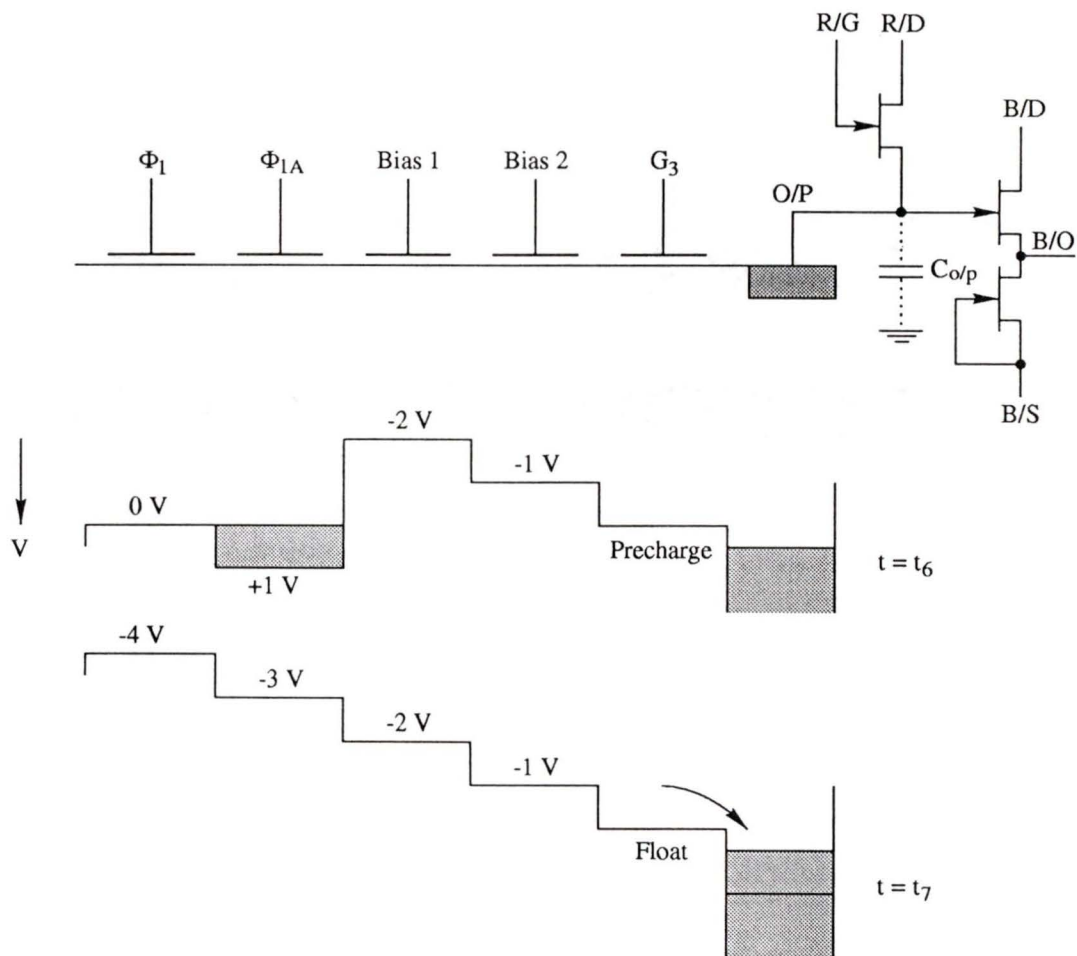 R/G R/D
B/D
Φ1 Φ1A Bias 1 Bias 2 G3
O/P
B/O
Co/p
B/S
-2 V
-1 V
0 V
V
Precharge
t = t6
+1 V
-4 V
-3 V
-2 V
-1 V
Float
t = t7